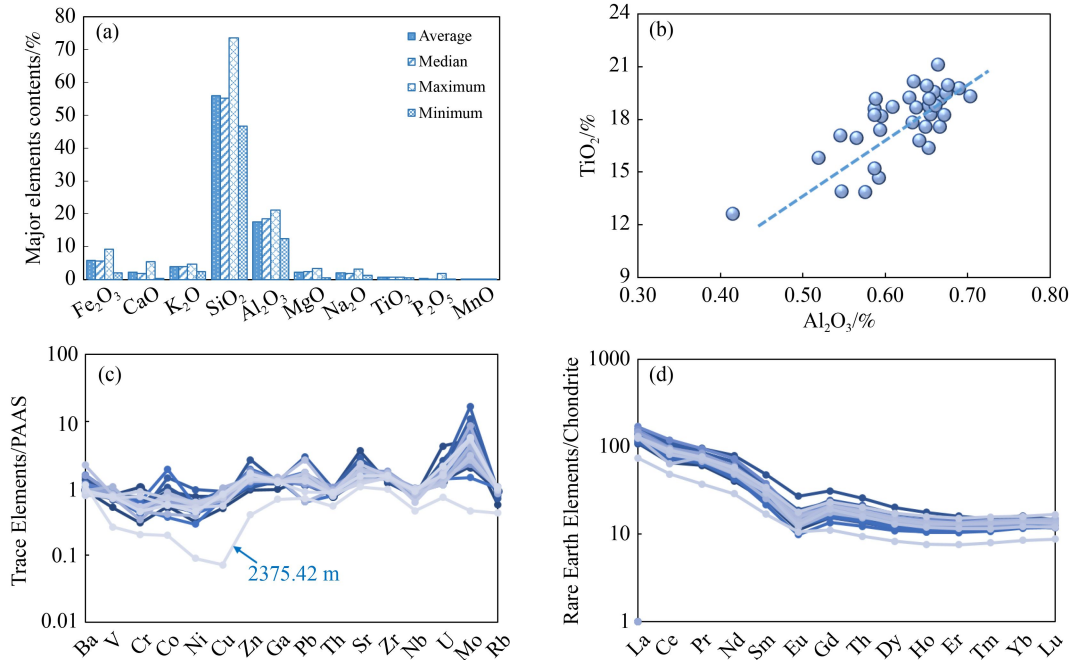 (a)
Major elements contents/%
80
70
60
50
40
30
20
10
0
Average
Median
Maximum
Minimum
Fe₂O₃
CaO
K₂O
SiO₂
Al₂O₃
MgO
Na₂O
TiO₂
P₂O₅
MnO
(b)
TiO₂/%
24
21
18
15
12
9
0.30
0.40
0.50
0.60
0.70
0.80
Al₂O₃/%
(c)
Trace Elements/PAAS
100
10
1
0.1
0.01
2375.42 m
Ba
V
Cr
Co
Ni
Cu
Zn
Ga
Pb
Th
Sr
Zr
Nb
U
Mo
Rb
(d)
Rare Earth Elements/Chondrite
1000
100
10
1
La
Ce
Pr
Nd
Sm
Eu
Gd
Th
Dy
Ho
Er
Tm
Yb
Lu